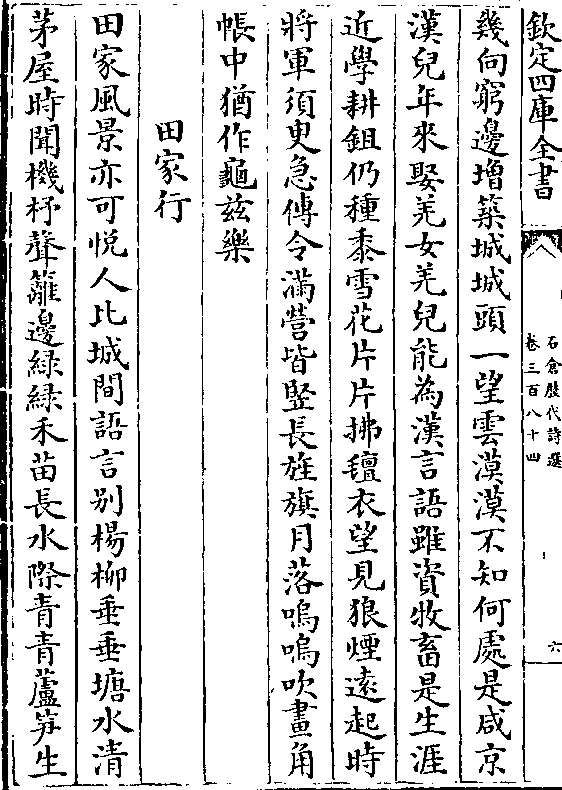 欽定四庫全書
石倉歷代詩選
卷三百八十四
六
幾向窮邊增築城城頭一望雲漠漠不知何處是咸京
漢兒年來娶羌女羌兒能為漢言語雖資牧畜是生涯
近學耕鉏仍種黍雪花片片拂氊衣望見狼煙遠起時
將軍須臾急傳令滿營皆豎長旌旗月落嗚嗚吹畫角
帳中猶作龜兹樂
田家行
田家風景亦可悅人比城間語言别楊柳垂垂塘水清
茅屋時聞機杼聲籬邊緑緑禾苗長水際青青蘆笋生